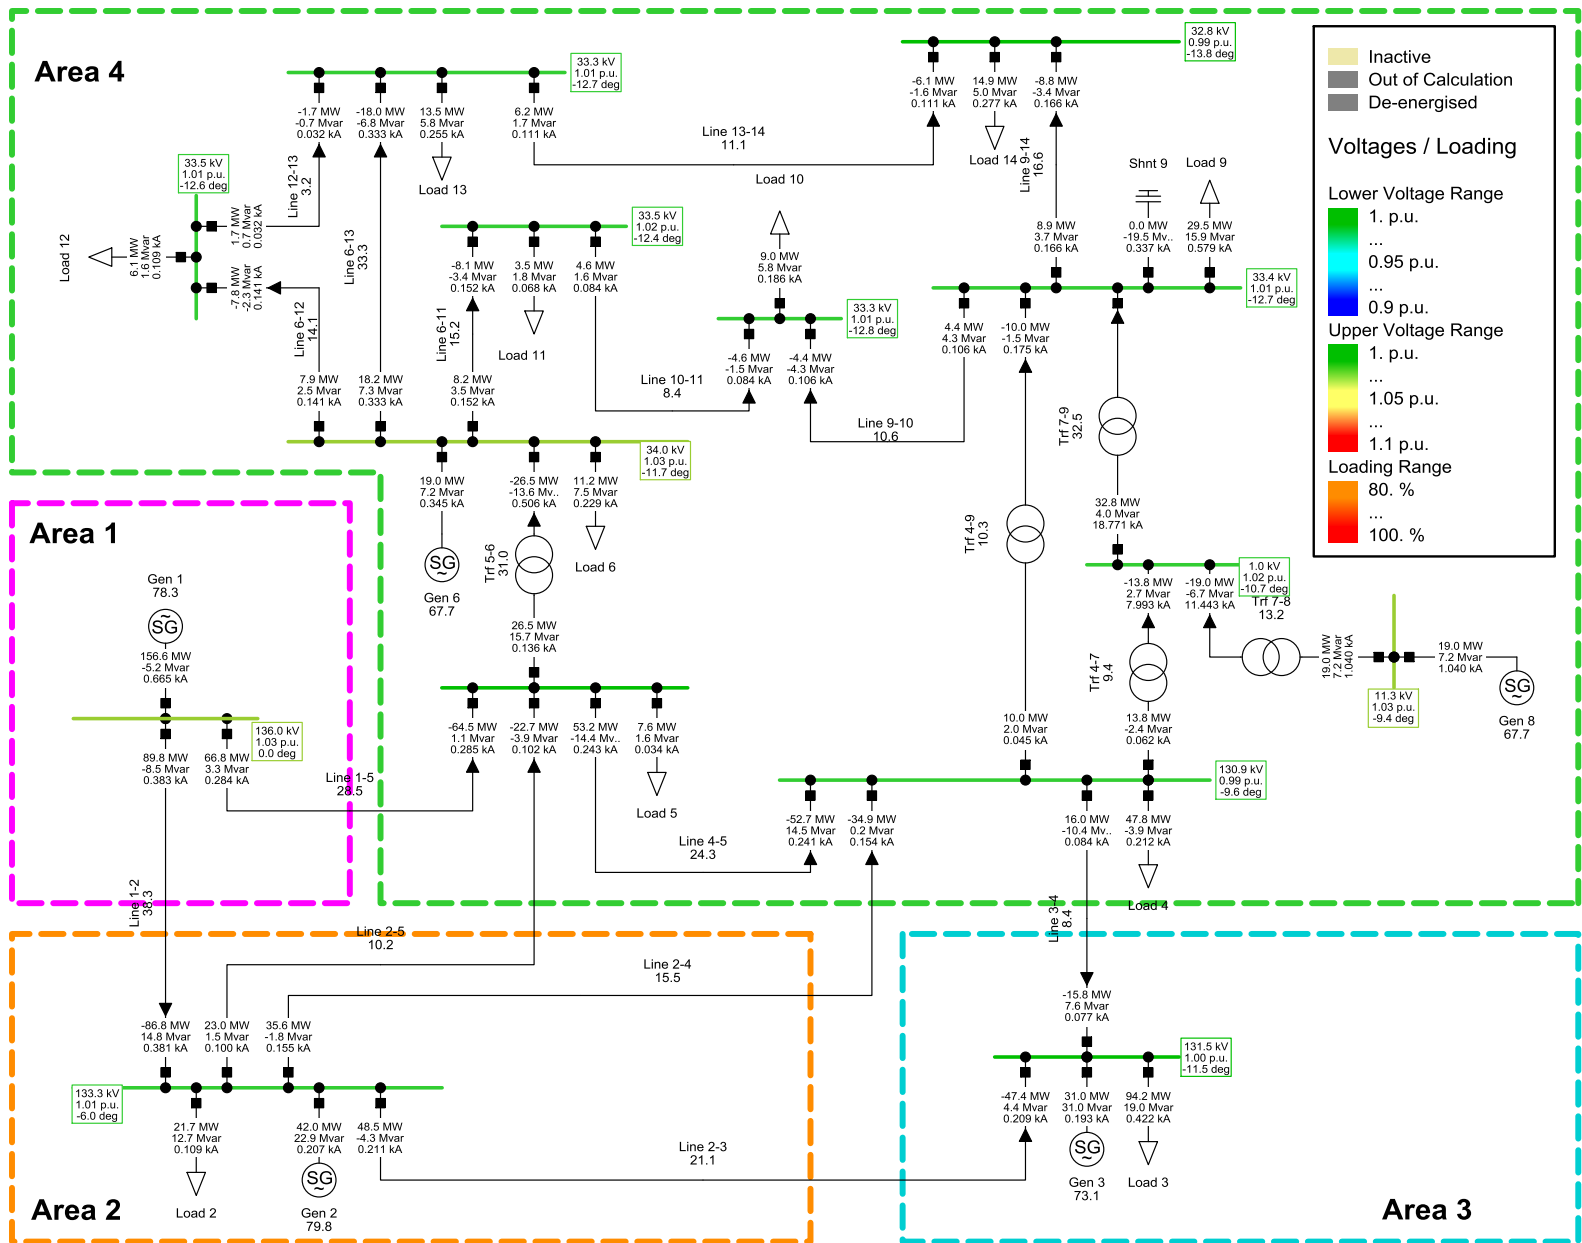 Area 4
33.3 kV
1.01 p.u.
-12.7 deg
32.8 kV
0.99 p.u.
-13.8 deg
-1.7 MW
-0.7 Mvar
0.032 kA
-18.0 MW
-6.8 Mvar
0.333 kA
13.5 MW
5.8 Mvar
0.255 kA
6.2 MW
1.7 Mvar
0.111 kA
-6.1 MW
-1.6 Mvar
0.111 kA
14.9 MW
5.0 Mvar
0.277 kA
-8.8 MW
-3.4 Mvar
0.166 kA
Line 13-14
11.1
Load 13
Load 14
Line 9-14
16.6
Shnt 9
Load 9
Load 10
33.5 kV
1.01 p.u.
-12.6 deg
Line 12-13
3.2
1.7 MW
0.7 Mvar
0.032 kA
Load 12
6.1 MW
1.6 Mvar
0.109 kA
-7.8 MW
-2.3 Mvar
0.141 kA
Line 6-12
14.1
Line 6-13
33.3
33.5 kV
1.02 p.u.
-12.4 deg
-8.1 MW
-3.4 Mvar
0.152 kA
3.5 MW
1.8 Mvar
0.068 kA
4.6 MW
1.6 Mvar
0.084 kA
Line 6-11
15.2
Load 11
9.0 MW
5.8 Mvar
0.186 kA
33.3 kV
1.01 p.u.
-12.8 deg
8.9 MW
3.7 Mvar
0.166 kA
0.0 MW
-19.5 Mv..
0.337 kA
29.5 MW
15.9 Mvar
0.579 kA
33.4 kV
1.01 p.u.
-12.7 deg
-4.6 MW
-1.5 Mvar
0.084 kA
-4.4 MW
-4.3 Mvar
0.106 kA
4.4 MW
4.3 Mvar
0.106 kA
-10.0 MW
-1.5 Mvar
0.175 kA
Line 10-11
8.4
Line 9-10
10.6
Trf 7-9
32.5
7.9 MW
2.5 Mvar
0.141 kA
18.2 MW
7.3 Mvar
0.333 kA
8.2 MW
3.5 Mvar
0.152 kA
34.0 kV
1.03 p.u.
-11.7 deg
19.0 MW
7.2 Mvar
0.345 kA
-26.5 MW
-13.6 Mv..
0.506 kA
11.2 MW
7.5 Mvar
0.229 kA
SG
~
Gen 6
67.7
Trf 5-6
31.0
Load 6
Trf 4-9
10.3
32.8 MW
4.0 Mvar
18.771 kA
1.0 kV
1.02 p.u.
-10.7 deg
-13.8 MW
2.7 Mvar
7.993 kA
-19.0 MW
-6.7 Mvar
11.443 kA
Trf 7-8
13.2
Trf 4-7
9.4
19.0 MW
7.2 Mvar
1.040 kA
19.0 MW
7.2 Mvar
1.040 kA
SG
~
Gen 8
67.7
11.3 kV
1.03 p.u.
-9.4 deg
26.5 MW
15.7 Mvar
0.136 kA
Area 1
Gen 1
78.3
~
SG
156.6 MW
-5.2 Mvar
0.665 kA
136.0 kV
1.03 p.u.
0.0 deg
89.8 MW
-8.5 Mvar
0.383 kA
66.8 MW
3.3 Mvar
0.284 kA
Line 1-5
28.5
-64.5 MW
1.1 Mvar
0.285 kA
-22.7 MW
-3.9 Mvar
0.102 kA
53.2 MW
-14.4 Mv..
0.243 kA
7.6 MW
1.6 Mvar
0.034 kA
Load 5
Line 4-5
24.3
10.0 MW
2.0 Mvar
0.045 kA
13.8 MW
-2.4 Mvar
0.062 kA
130.9 kV
0.99 p.u.
-9.6 deg
-52.7 MW
14.5 Mvar
0.241 kA
-34.9 MW
0.2 Mvar
0.154 kA
16.0 MW
-10.4 Mv..
0.084 kA
47.8 MW
-3.9 Mvar
0.212 kA
Load 4
Line 3-4
8.4
Line 1-2
38.3
Line 2-5
10.2
Line 2-4
15.5
-86.8 MW
14.8 Mvar
0.381 kA
23.0 MW
1.5 Mvar
0.100 kA
35.6 MW
-1.8 Mvar
0.155 kA
133.3 kV
1.01 p.u.
-6.0 deg
21.7 MW
12.7 Mvar
0.109 kA
42.0 MW
22.9 Mvar
0.207 kA
48.5 MW
-4.3 Mvar
0.211 kA
Load 2
SG
~
Gen 2
79.8
Area 2
Line 2-3
21.1
-15.8 MW
7.6 Mvar
0.077 kA
131.5 kV
1.00 p.u.
-11.5 deg
-47.4 MW
4.4 Mvar
0.209 kA
31.0 MW
31.0 Mvar
0.193 kA
94.2 MW
19.0 Mvar
0.422 kA
SG
~
Gen 3
73.1
Load 3
Area 3
Inactive
Out of Calculation
De-energised
Voltages / Loading
Lower Voltage Range
1. p.u.
...
0.95 p.u.
...
0.9 p.u.
Upper Voltage Range
1. p.u.
...
1.05 p.u.
...
1.1 p.u.
Loading Range
80. %
...
100. %